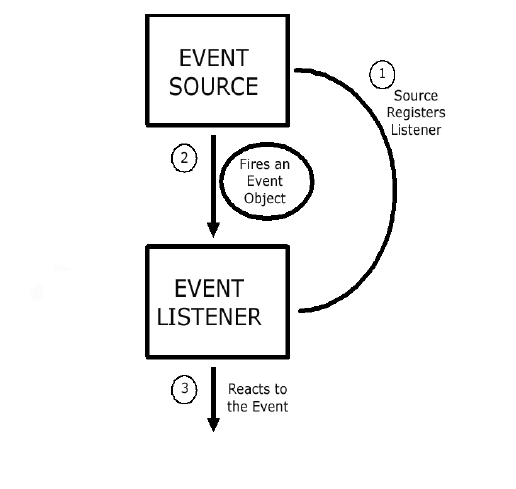 EVENT
SOURCE
1
Source
Registers
Listener
2
Fires an
Event
Object
EVENT
LISTENER
3
Reacts to
the Event